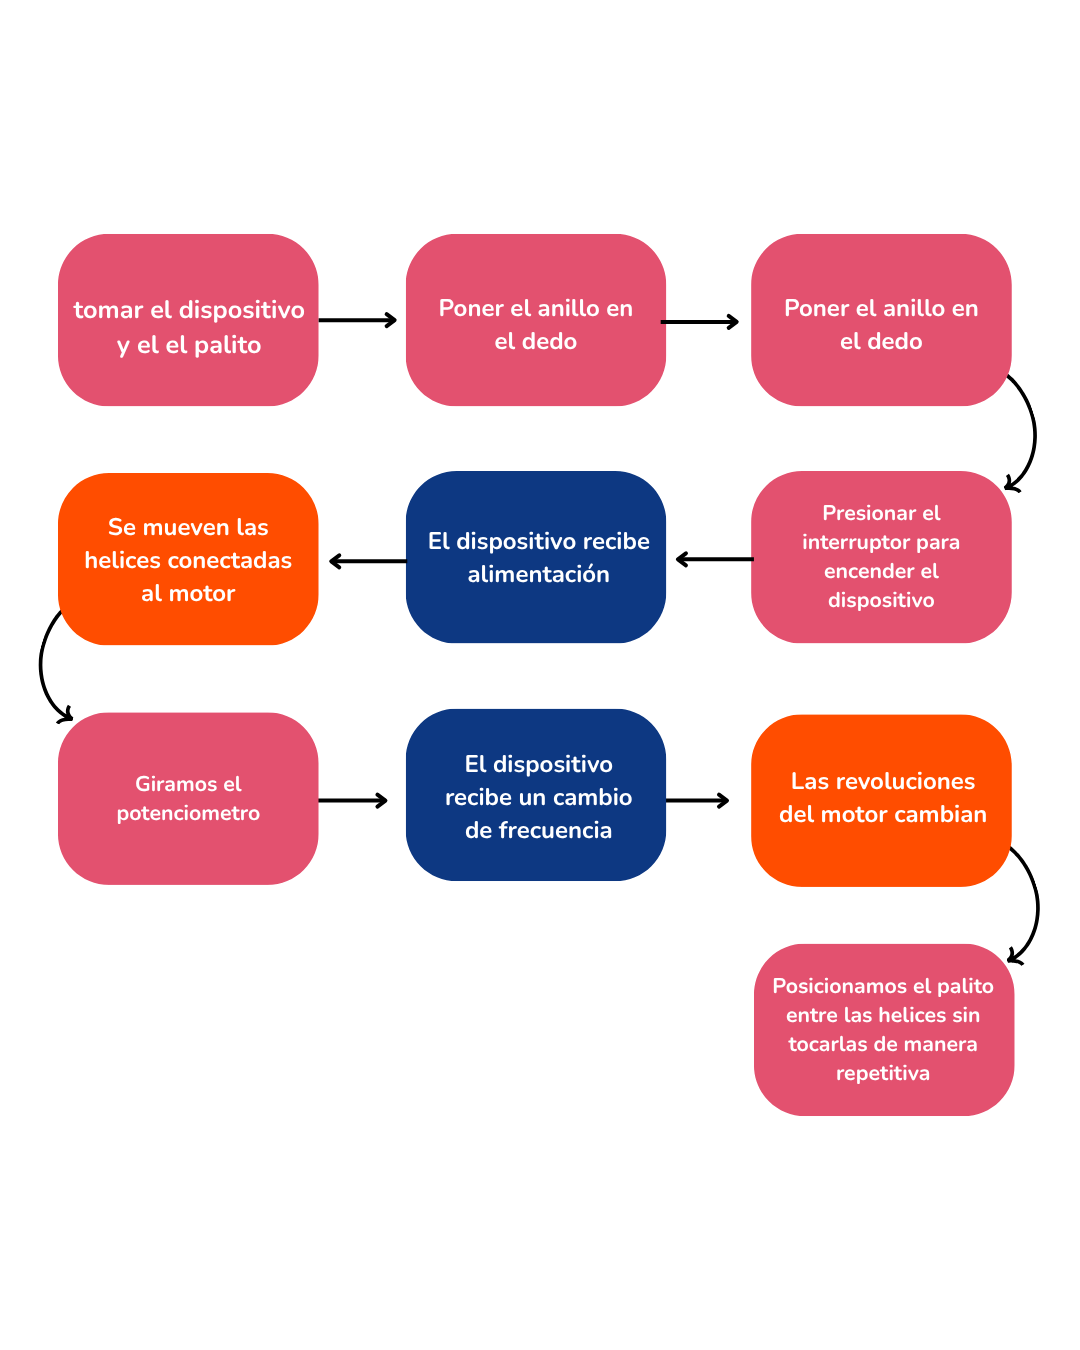 tomar el dispositivo
y el el palito
Poner el anillo en
el dedo
Poner el anillo en
el dedo
Presionar el
interruptor para
encender el
dispositivo
El dispositivo recibe
alimentación
Se mueven las
helices conectadas
al motor
Giramos el
potenciometro
El dispositivo
recibe un cambio
de frecuencia
Las revoluciones
del motor cambian
Posicionamos el palito
entre las helices sin
tocarlas de manera
repetitiva